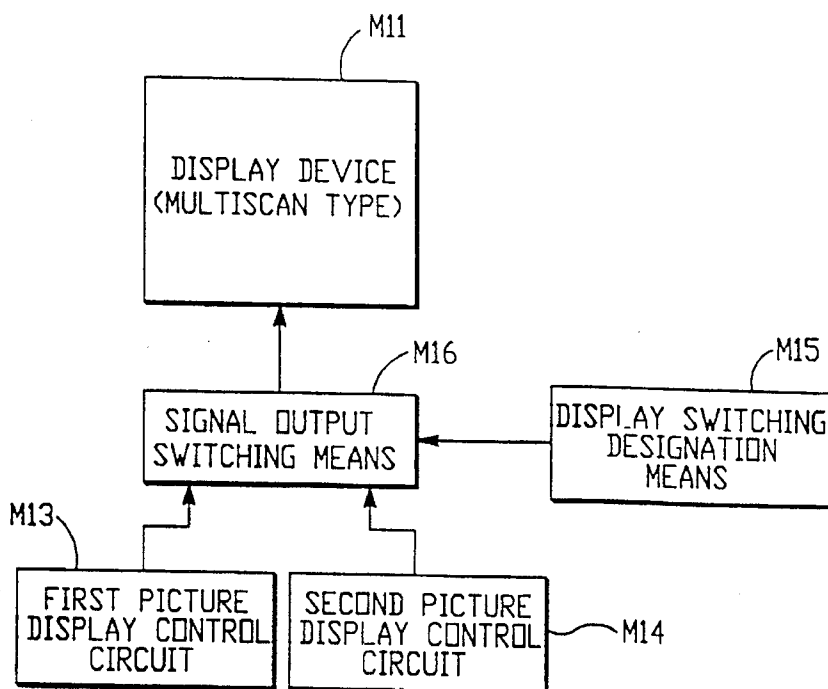 M11
DISPLAY DEVICE
(MULTISCAN TYPE)
M16
SIGNAL OUTPUT
SWITCHING MEANS
M15
DISPLAY SWITCHING
DESIGNATION
MEANS
M13
FIRST PICTURE
DISPLAY CONTROL
CIRCUIT
SECOND PICTURE
DISPLAY CONTROL
CIRCUIT
M14